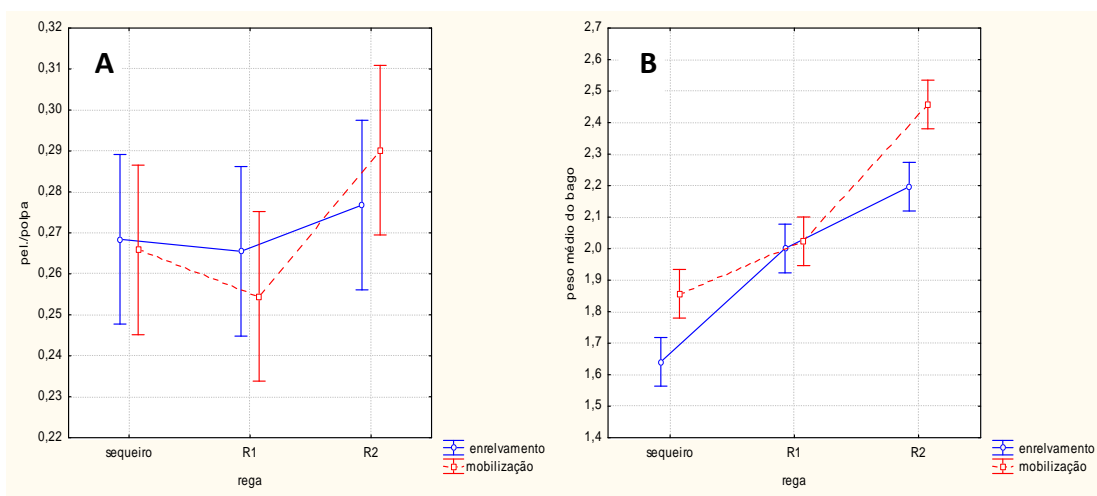 A
pel./polpa
0,32
0,31
0,30
0,29
0,28
0,27
0,26
0,25
0,24
0,23
0,22
sequeiro R1 R2
rega
enrelvamento
mobilização
B
peso médio do bago
2,7
2,6
2,5
2,4
2,3
2,2
2,1
2,0
1,9
1,8
1,7
1,6
1,5
1,4
sequeiro R1 R2
rega
enrelvamento
mobilização